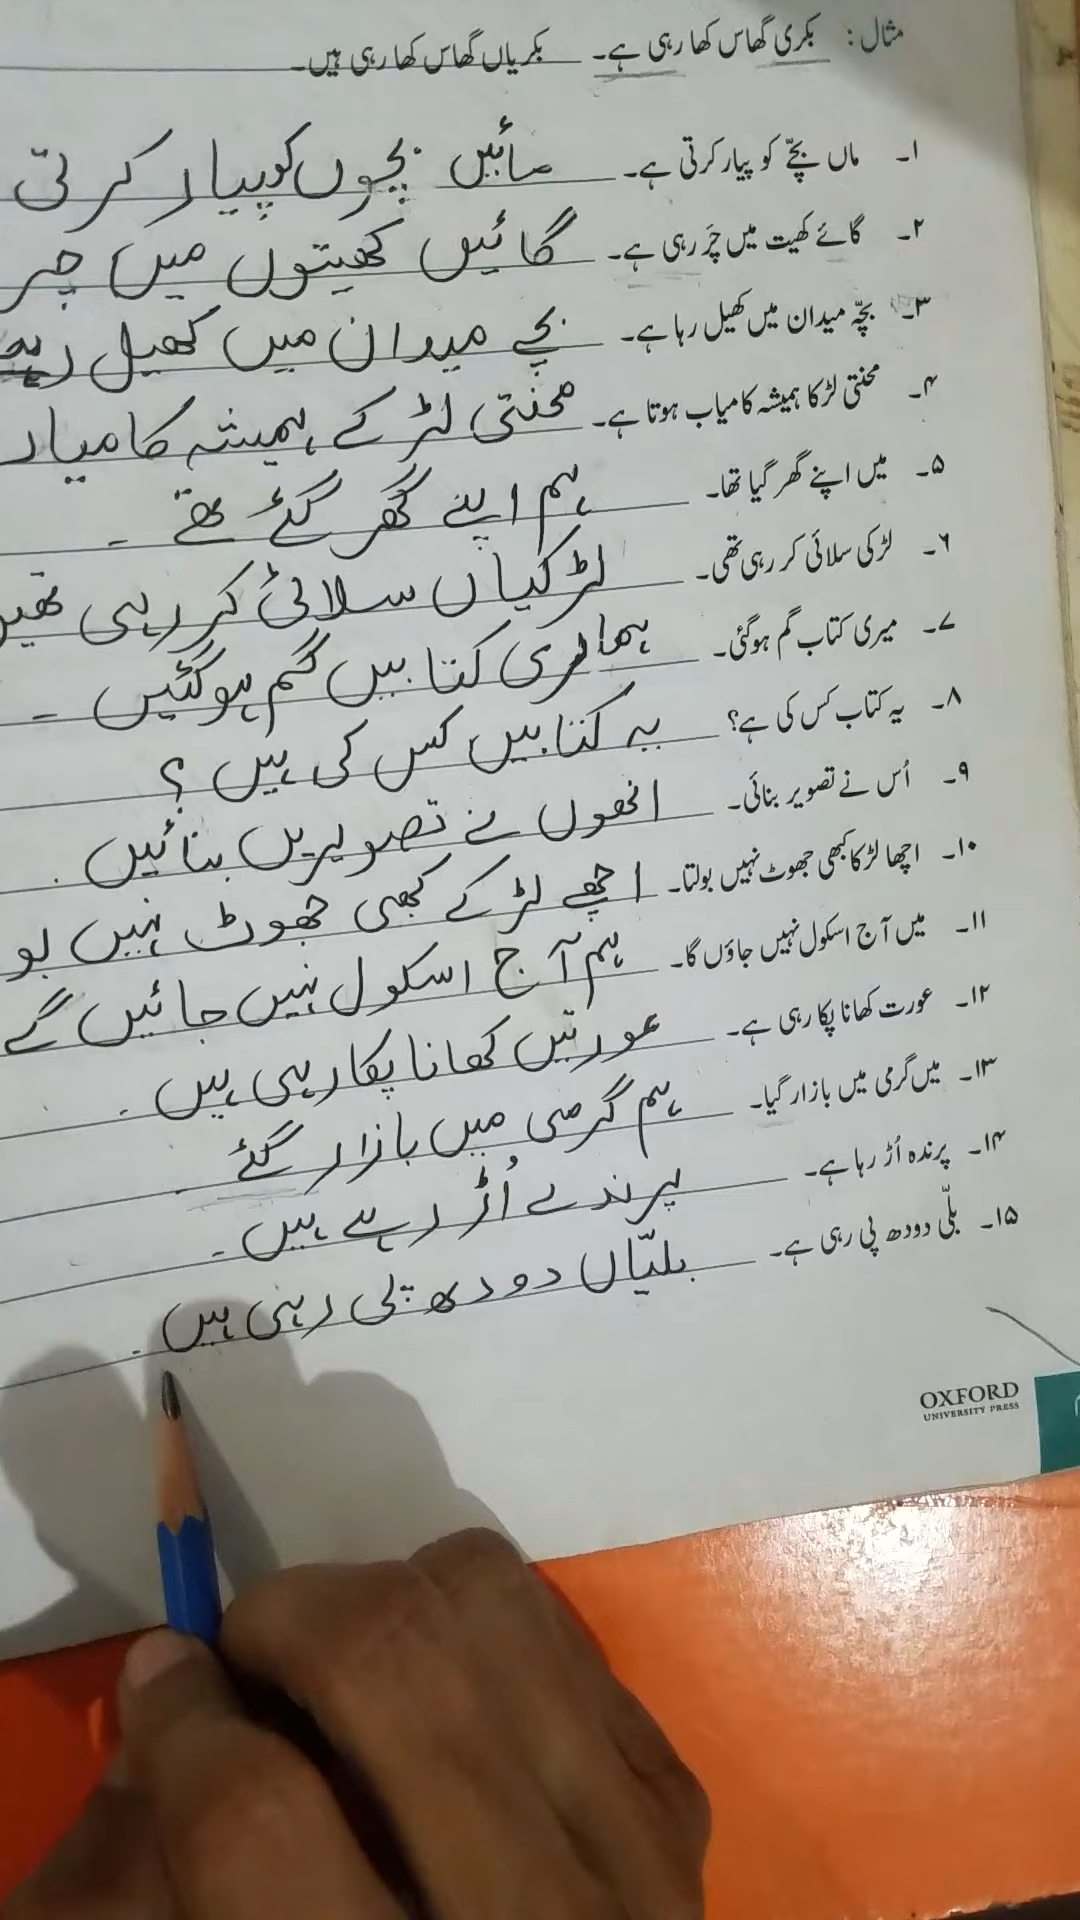 مثال: بکری گھاس کھا رہی ہے۔ بکریاں گھاس کھا رہی ہیں۔
۱۔ ماں بچّے کو پیار کرتی ہے۔ مائیں بچوں کو پیار کرتی
۲۔ گائے کھیت میں چَر رہی ہے۔ گائیں کھیتوں میں چر
۳۔ بچّہ میدان میں کھیل رہا ہے۔ بچے میدان میں کھیل رہے
۴۔ محنتی لڑکا ہمیشہ کامیاب ہوتا ہے۔ محنتی لڑکے ہمیشہ
۵۔ میں اپنے گھر گیا تھا۔ ہم اپنے گھر گئے تھے۔
۶۔ لڑکی سلائی کر رہی تھی۔ لڑکیاں سلائی کر رہی
۷۔ میری کتاب گم ہوگئی۔ ہماری کتابیں گم ہوگئیں۔
۸۔ یہ کتاب کس کی ہے؟ یہ کتابیں کس کی ہیں؟
۹۔ اُس نے تصویر بنائی۔ انھوں نے تصویریں بنائیں۔
۱۰۔ اچھا لڑکا کبھی جھوٹ نہیں بولتا۔ اچھے لڑکے کبھی جھوٹ نہیں بو
۱۱۔ میں آج اسکول نہیں جاؤں گا۔ ہم آج اسکول نہیں جائیں گے
۱۲۔ عورت کھانا پکا رہی ہے۔ عورتیں کھانا پکا رہی ہیں۔
۱۳۔ میں گرمی میں بازار گیا۔ ہم گرمی میں بازار گئے۔
۱۴۔ پرندہ اُڑ رہا ہے۔ پرندے اُڑ رہے ہیں۔
۱۵۔ بلّی دودھ پی رہی ہے۔ بلیّاں دودھ پی رہی ہیں۔
OXFORD
UNIVERSITY PRESS